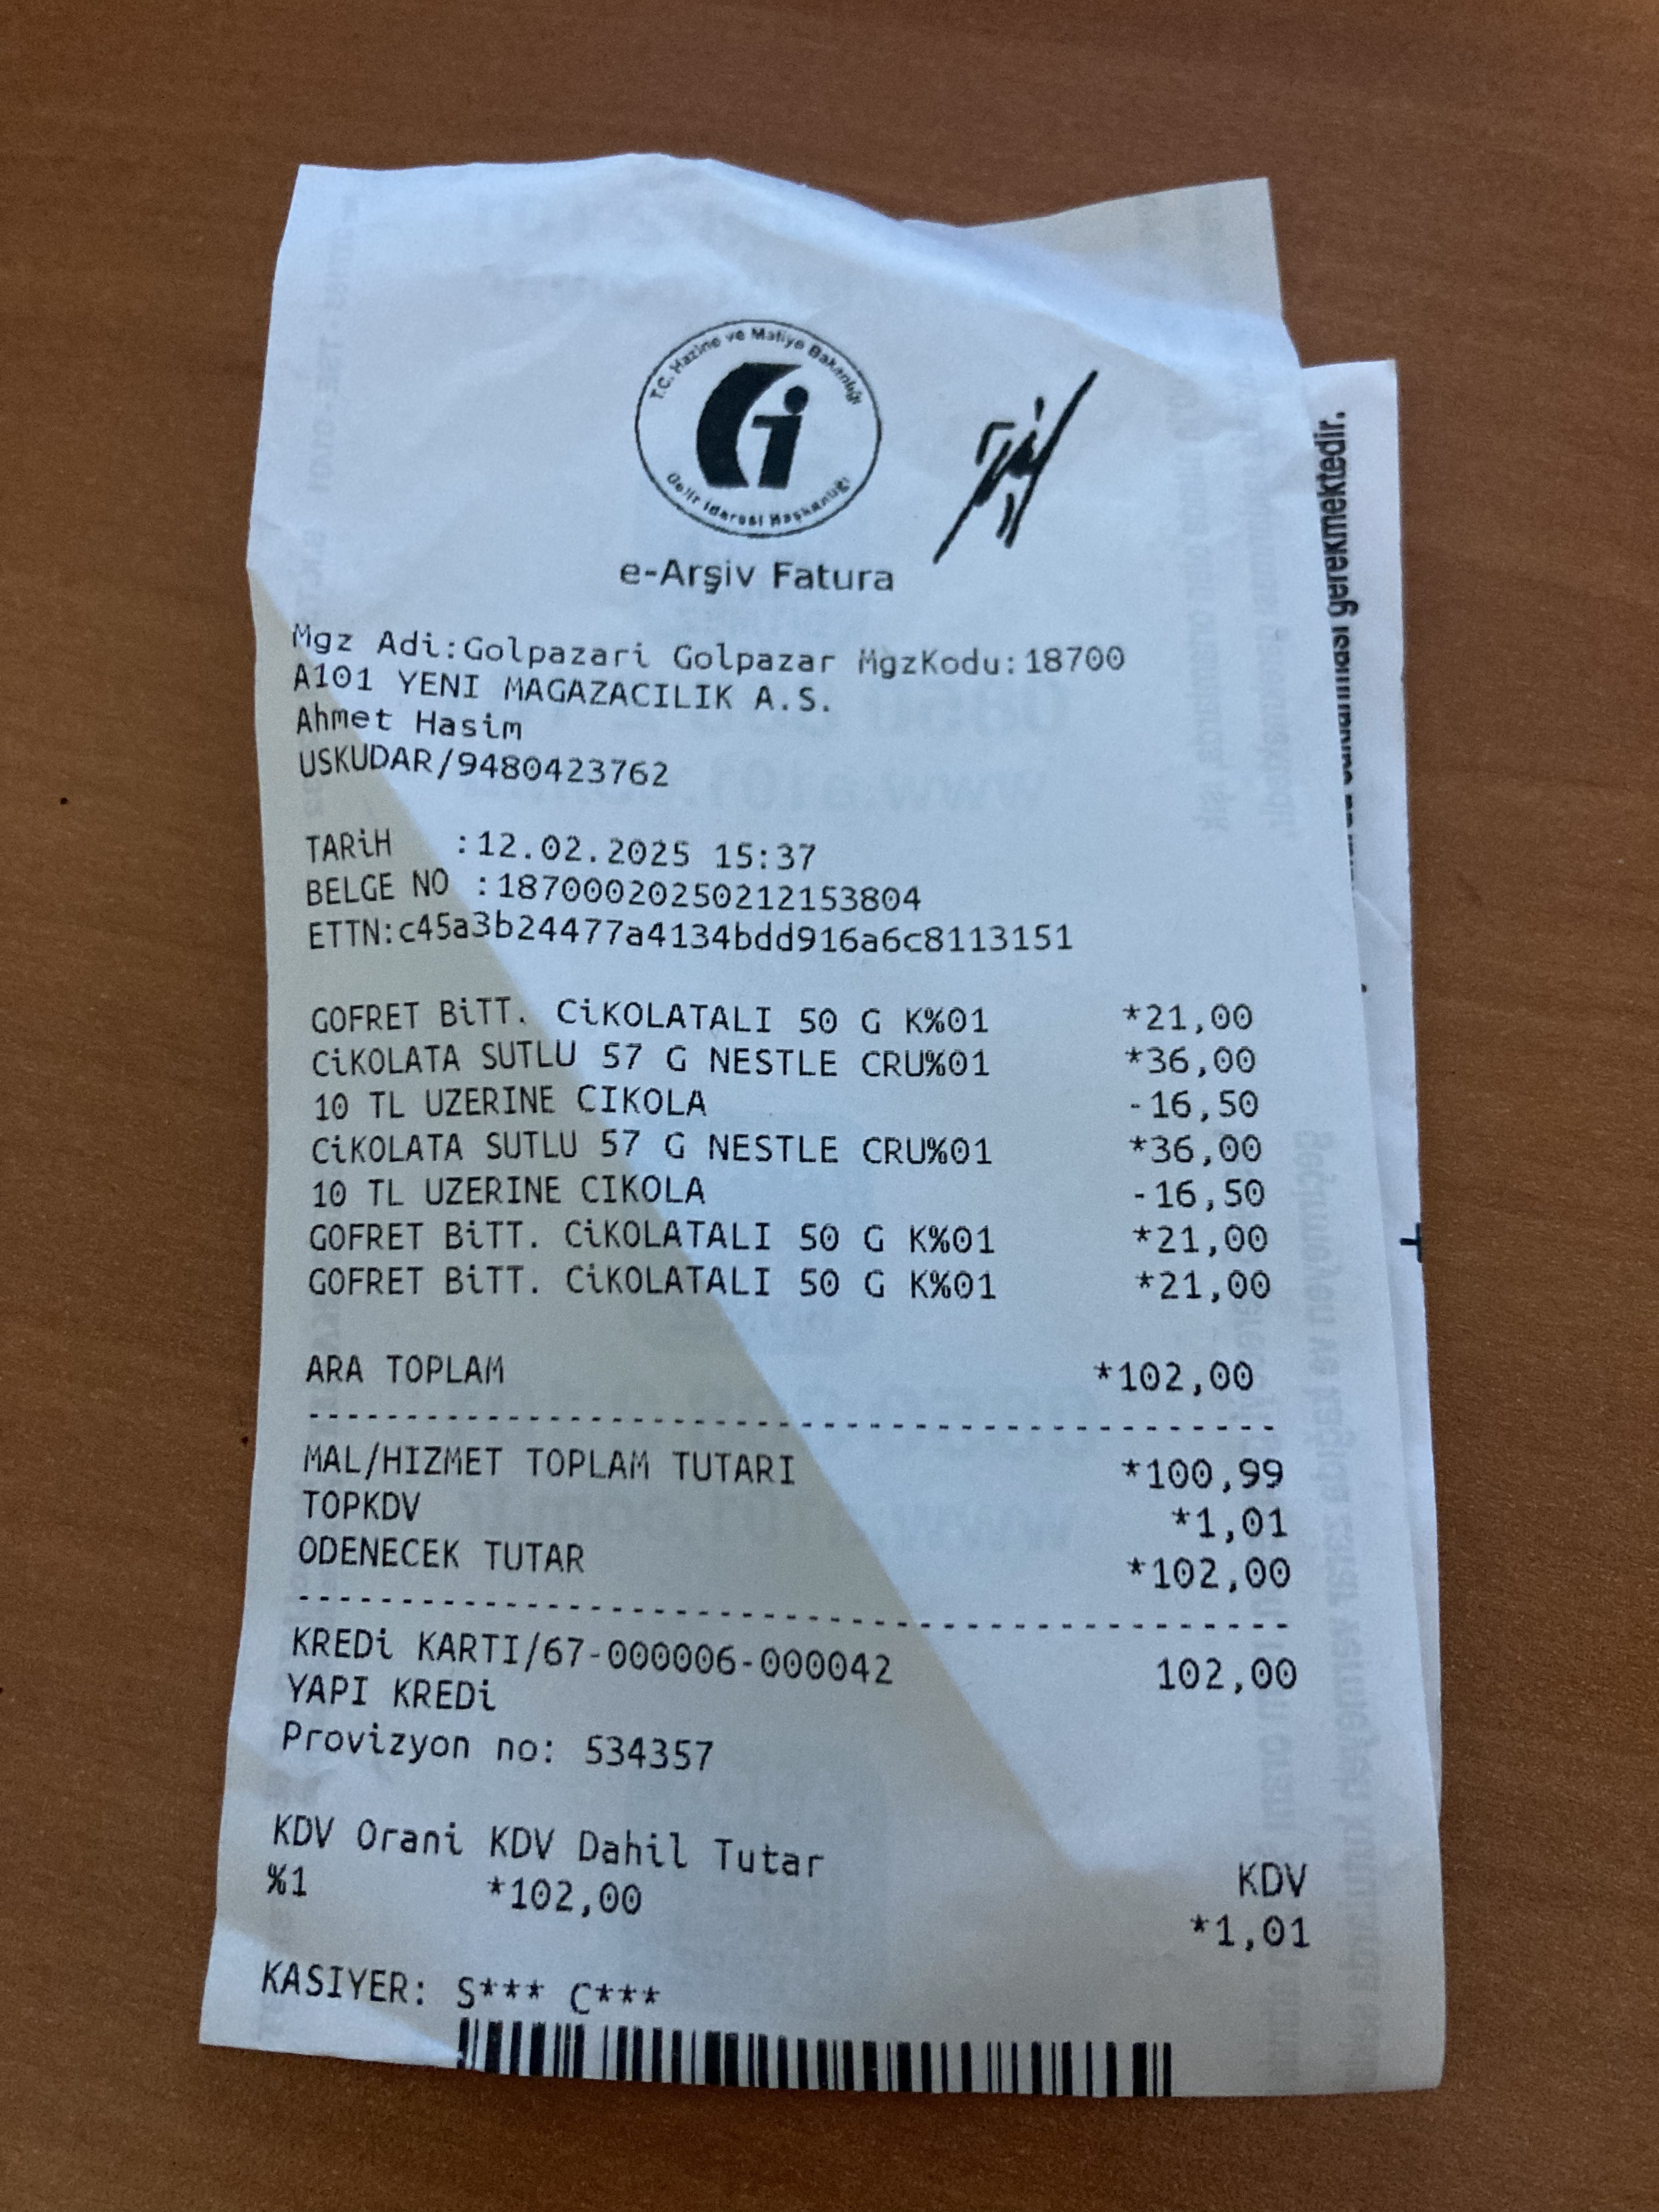 T.C. Hazine ve Maliye Bakanlığı
Gelir İdaresi Başkanlığı
e-Arşiv Fatura
Mgz Adi:Golpazari Golpazar MgzKodu:18700
A101 YENI MAGAZACILIK A.S.
Ahmet Hasim
USKUDAR/9480423762
TARiH :12.02.2025 15:37
BELGE NO :18700020250212153804
ETTN:c45a3b24477a4134bdd916a6c8113151
GOFRET BiTT. CiKOLATALI 50 G K%01 *21,00
CiKOLATA SUTLU 57 G NESTLE CRU%01 *36,00
10 TL UZERINE CIKOLA -16,50
CiKOLATA SUTLU 57 G NESTLE CRU%01 *36,00
10 TL UZERINE CIKOLA -16,50
GOFRET BiTT. CiKOLATALI 50 G K%01 *21,00
GOFRET BiTT. CiKOLATALI 50 G K%01 *21,00
ARA TOPLAM *102,00
MAL/HIZMET TOPLAM TUTARI *100,99
TOPKDV *1,01
ODENECEK TUTAR *102,00
KREDi KARTI/67-000006-000042 102,00
YAPI KREDi
Provizyon no: 534357
KDV Orani KDV Dahil Tutar KDV
%1 *102,00 *1,01
KASIYER: S*** C***
gerekmektedir.